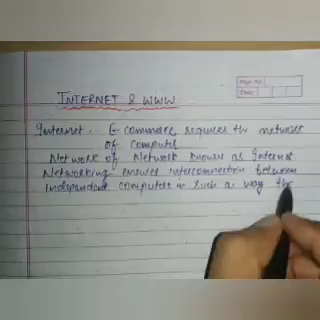 Page No.
Date
INTERNET & WWW
Internet. E commerce requires the network
of computer
Network of Network known as Internet
Networking ensures interconnection between
independent computers in such a way the